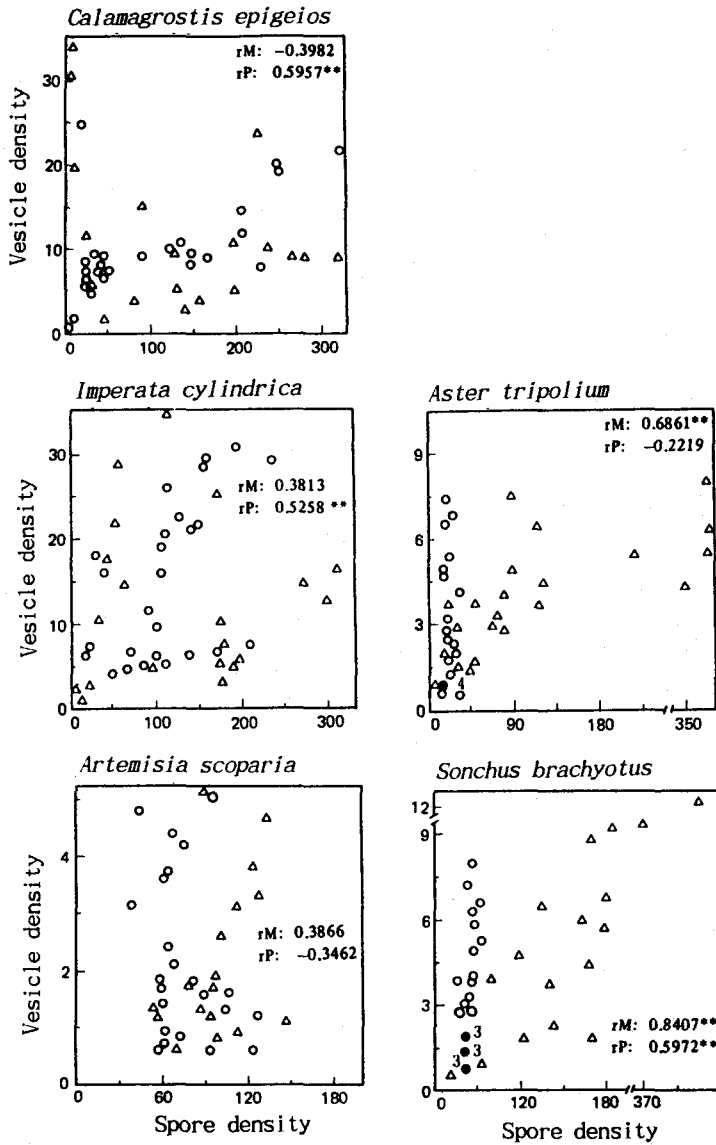 Calamagrostis epigeios
rM: -0.3982
rP: 0.5957**
30
20
10
0
0 100 200 300
Vesicle density
Imperata cylindrica
rM: 0.3813
rP: 0.5258 **
30
20
10
0
0 100 200 300
Vesicle density
Aster tripolium
rM: 0.6861**
rP: -0.2219
9
6
3
0
4
0 90 180 350
Artemisia scoparia
rM: 0.3866
rP: -0.3462
4
2
0
0 60 120 180
Vesicle density
Spore density
Sonchus brachyotus
12
9
6
3
0
3
3 3
rM: 0.8407**
rP: 0.5972**
0 120 180 370
Spore density